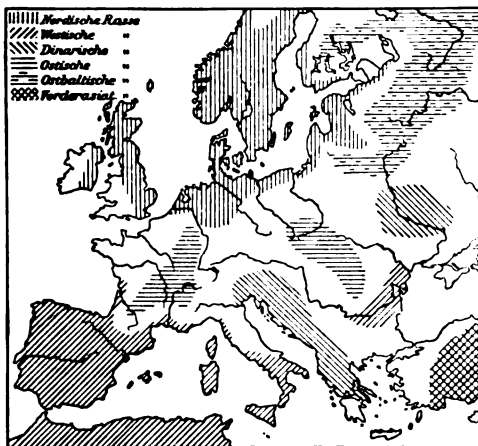 Nordische Rasse
Westische "
Dinarische "
Ostische "
Ostbaltische "
Vorderasiat. "